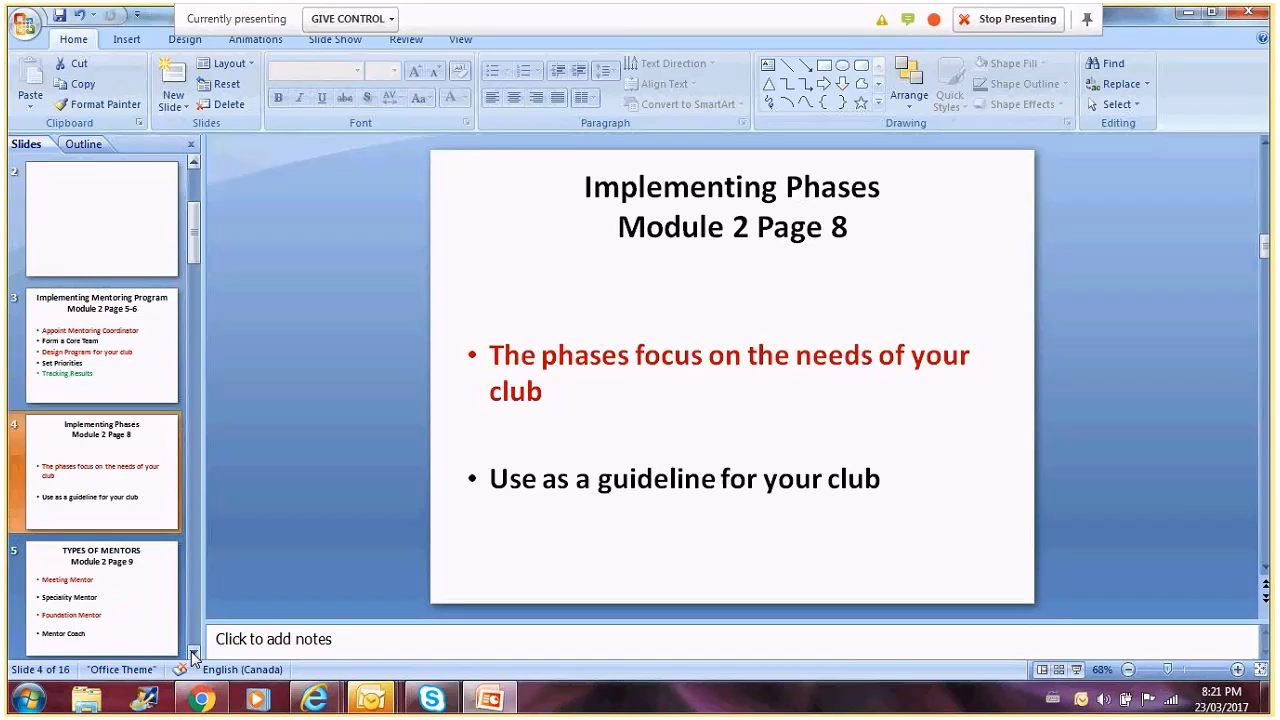 Currently presenting
GIVE CONTROL
Stop Presenting
Home Insert Design Animations Slide Show Review View
Paste
Cut
Copy
Format Painter
Clipboard
New
Slide
Layout
Reset
Delete
Slides
B I U abc S AV Aa A
Font
Text Direction
Align Text
Convert to SmartArt
Paragraph
Arrange
Quick
Styles
Shape Fill
Shape Outline
Shape Effects
Drawing
Find
Replace
Select
Editing
Slides Outline
2
3
Implementing Mentoring Program
Module 2 Page 5-6
• Appoint Mentoring Coordinator
• Form a Core Team
• Design Program for your club
• Set Priorities
• Tracking Results
4
Implementing Phases
Module 2 Page 8
• The phases focus on the needs of your
club
• Use as a guideline for your club
5
TYPES OF MENTORS
Module 2 Page 9
• Meeting Mentor
• Speciality Mentor
• Foundation Mentor
• Mentor Coach
Implementing Phases
Module 2 Page 8
• The phases focus on the needs of your
club
• Use as a guideline for your club
Click to add notes
Slide 4 of 16 "Office Theme" English (Canada) 68%
8:21 PM
23/03/2017